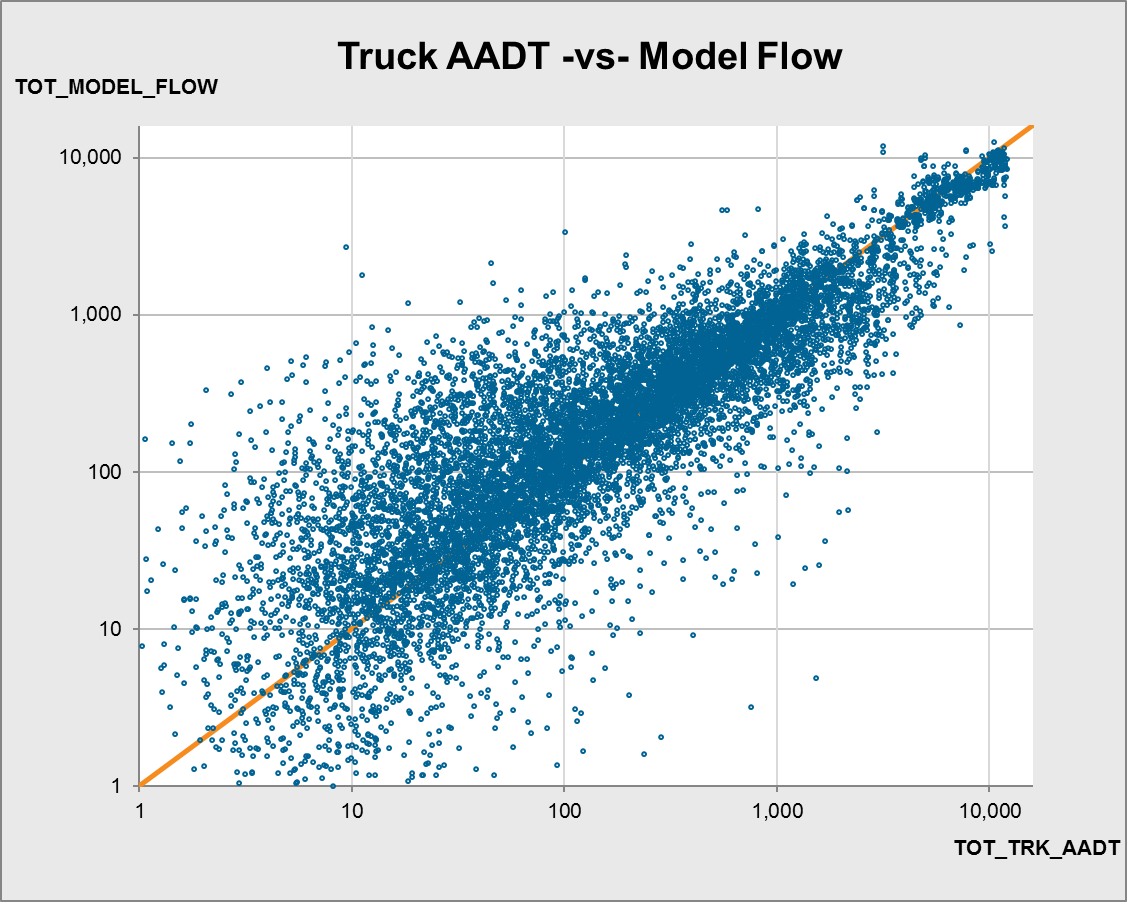 Truck AADT -vs- Model Flow
TOT_MODEL_FLOW
10,000
1,000
100
10
1
1 10 100 1,000 10,000
TOT_TRK_AADT